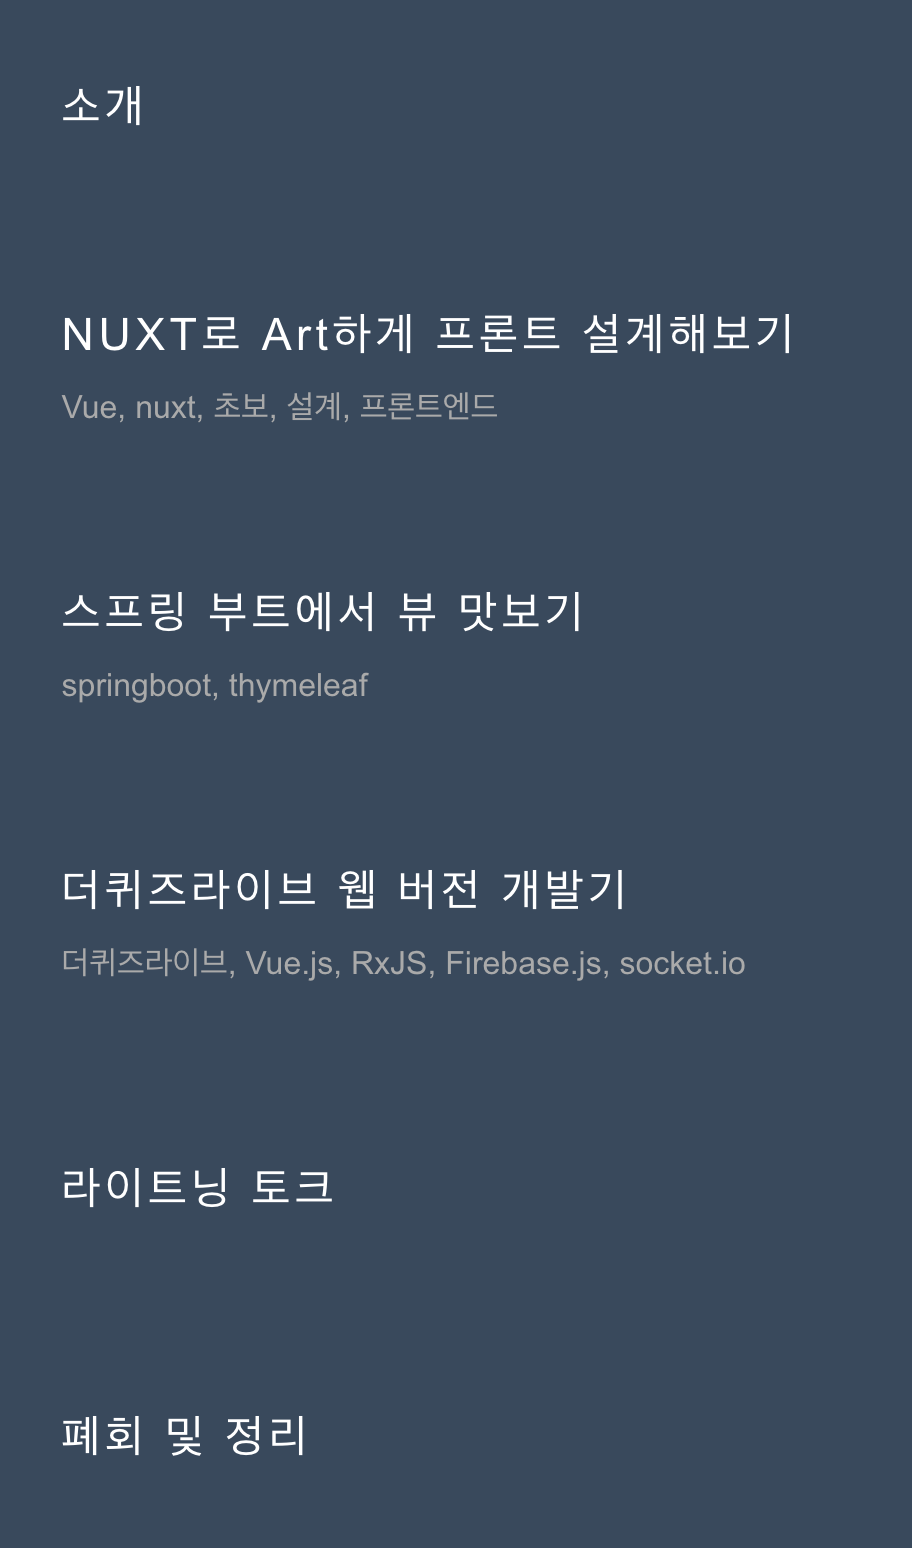 소개
NUXT로 Art하게 프론트 설계해보기
Vue, nuxt, 초보, 설계, 프론트엔드
스프링 부트에서 뷰 맛보기
springboot, thymeleaf
더퀴즈라이브 웹 버전 개발기
더퀴즈라이브, Vue.js, RxJS, Firebase.js, socket.io
라이트닝 토크
폐회 및 정리